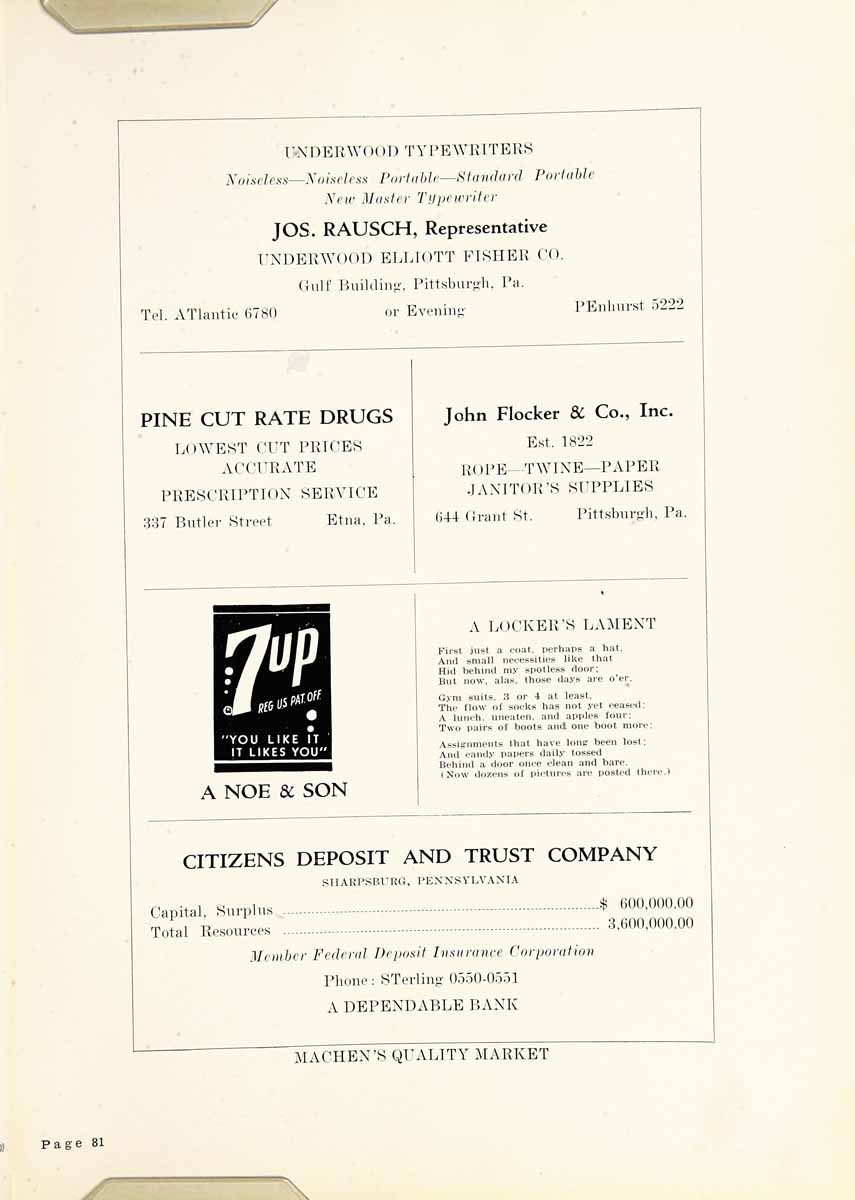 UNDERWOOD TYPEWRITERS
Noiseless—Noiseless Portable—Standard Portable
New Master Typewriter
JOS. RAUSCH, Representative
UNDERWOOD ELLIOTT FISHER CO.
Gulf Building, Pittsburgh, Pa.
Tel. ATlantic 6780 or Evening PEnhurst 5222
PINE CUT RATE DRUGS
LOWEST CUT PRICES
ACCURATE
PRESCRIPTION SERVICE
337 Butler Street Etna, Pa.
John Flocker & Co., Inc.
Est. 1822
ROPE—TWINE—PAPER
JANITOR'S SUPPLIES
644 Grant St. Pittsburgh, Pa.
7up
REG US PAT. OFF
"YOU LIKE IT
IT LIKES YOU"
A NOE & SON
A LOCKER'S LAMENT
First just a coat, perhaps a hat,
And small necessities like that
Hid behind my spotless door;
But now, alas, those days are o'er.
Gym suits, 3 or 4 at least,
The flow of socks has not yet ceased;
A lunch, uneaten, and apples four;
Two pairs of boots and one boot more;
Assignments that have long been lost;
And candy papers daily tossed
Behind a door once clean and bare.
(Now dozens of pictures are posted there.)
CITIZENS DEPOSIT AND TRUST COMPANY
SHARPSBURG, PENNSYLVANIA
Capital, Surplus $ 600,000.00
Total Resources 3,600,000.00
Member Federal Deposit Insurance Corporation
Phone: STerling 0550-0551
A DEPENDABLE BANK
MACHEN'S QUALITY MARKET
Page 81